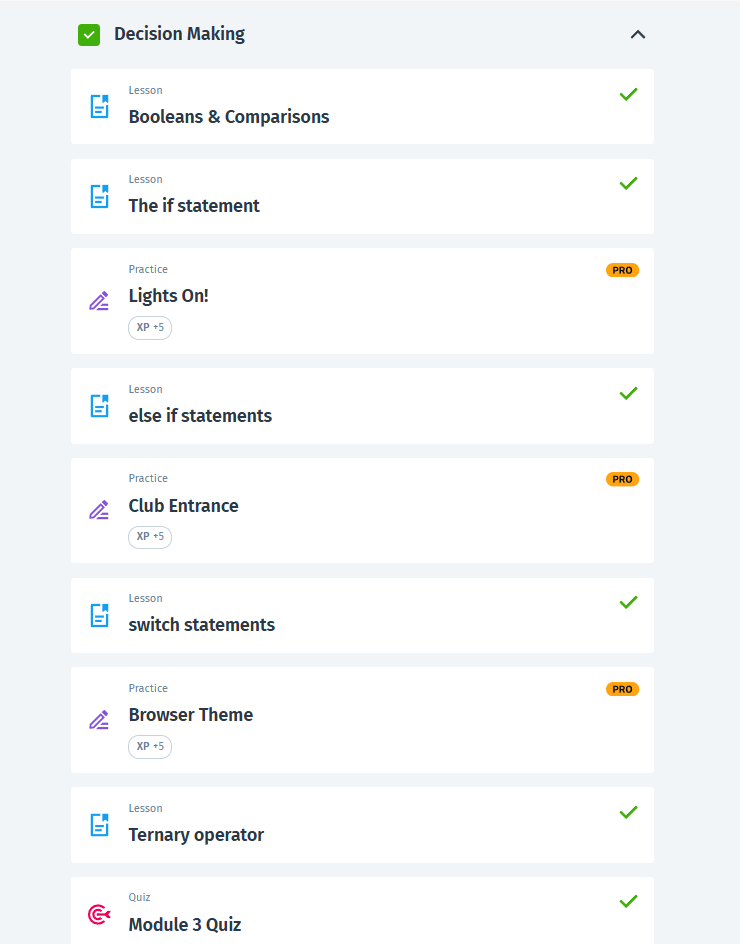 Decision Making
Lesson
Booleans & Comparisons
Lesson
The if statement
Practice
PRO
Lights On!
XP +5
Lesson
else if statements
Practice
PRO
Club Entrance
XP +5
Lesson
switch statements
Practice
PRO
Browser Theme
XP +5
Lesson
Ternary operator
Quiz
Module 3 Quiz